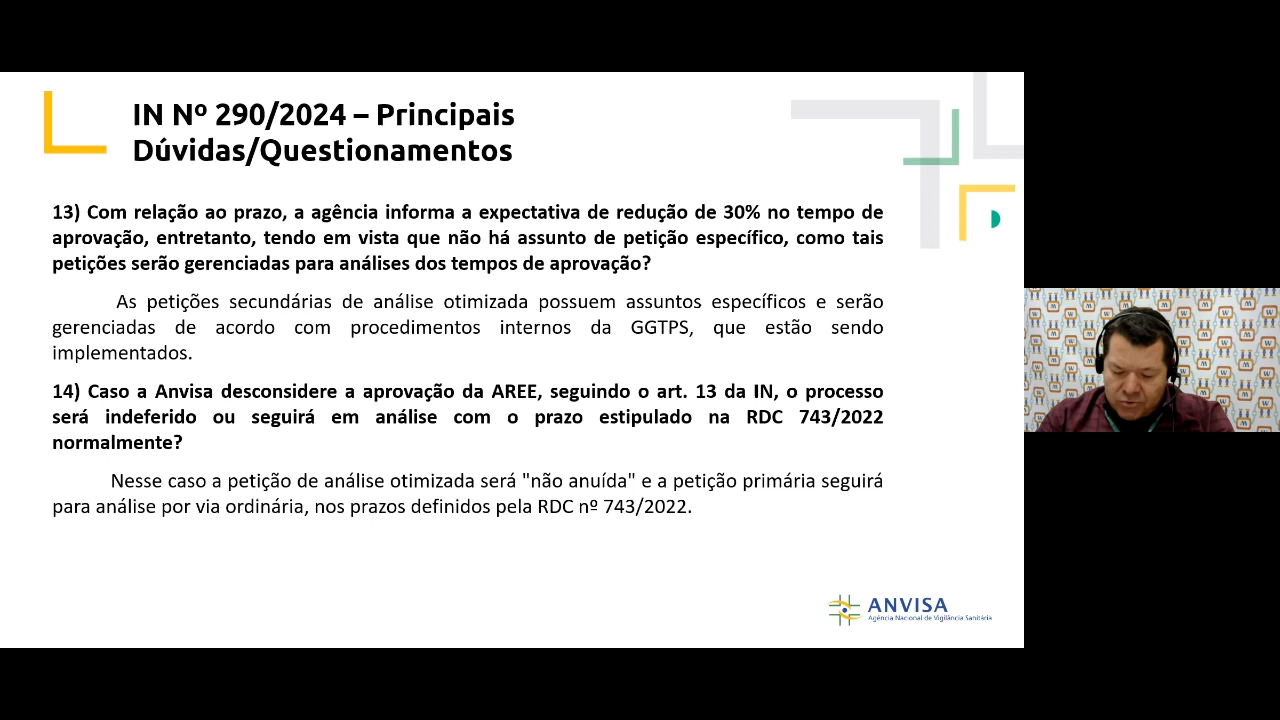 IN Nº 290/2024 – Principais
Dúvidas/Questionamentos
13) Com relação ao prazo, a agência informa a expectativa de redução de 30% no tempo de
aprovação, entretanto, tendo em vista que não há assunto de petição específico, como tais
petições serão gerenciadas para análises dos tempos de aprovação?
As petições secundárias de análise otimizada possuem assuntos específicos e serão
gerenciadas de acordo com procedimentos internos da GGTPS, que estão sendo
implementados.
14) Caso a Anvisa desconsidere a aprovação da AREE, seguindo o art. 13 da IN, o processo
será indeferido ou seguirá em análise com o prazo estipulado na RDC 743/2022
normalmente?
Nesse caso a petição de análise otimizada será "não anuída" e a petição primária seguirá
para análise por via ordinária, nos prazos definidos pela RDC nº 743/2022.
ANVISA
Agência Nacional de Vigilância Sanitária